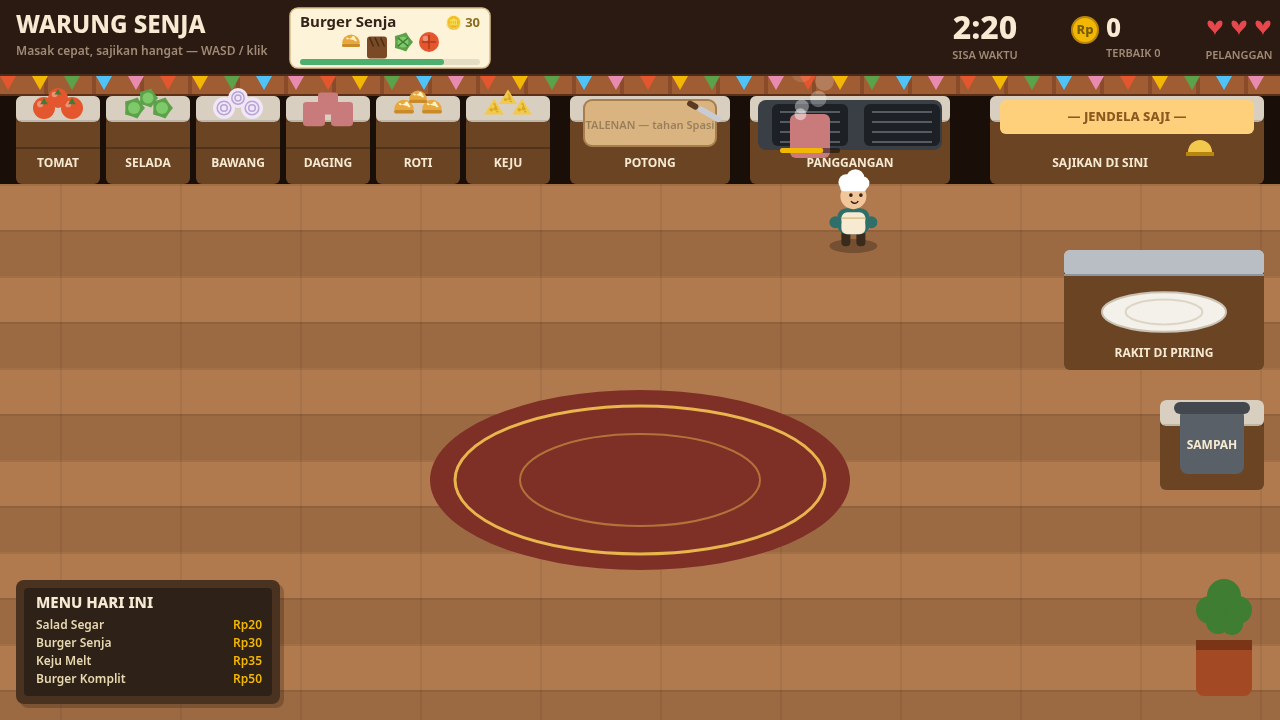 WARUNG SENJA
Masak cepat, sajikan hangat — WASD / klik
Burger Senja
30
2:20
SISA WAKTU
Rp
0
TERBAIK 0
PELANGGAN
TOMAT
SELADA
BAWANG
DAGING
ROTI
KEJU
TALENAN — tahan Spasi
POTONG
PANGGANGAN
— JENDELA SAJI —
SAJIKAN DI SINI
RAKIT DI PIRING
SAMPAH
MENU HARI INI
Salad Segar Rp20
Burger Senja Rp30
Keju Melt Rp35
Burger Komplit Rp50